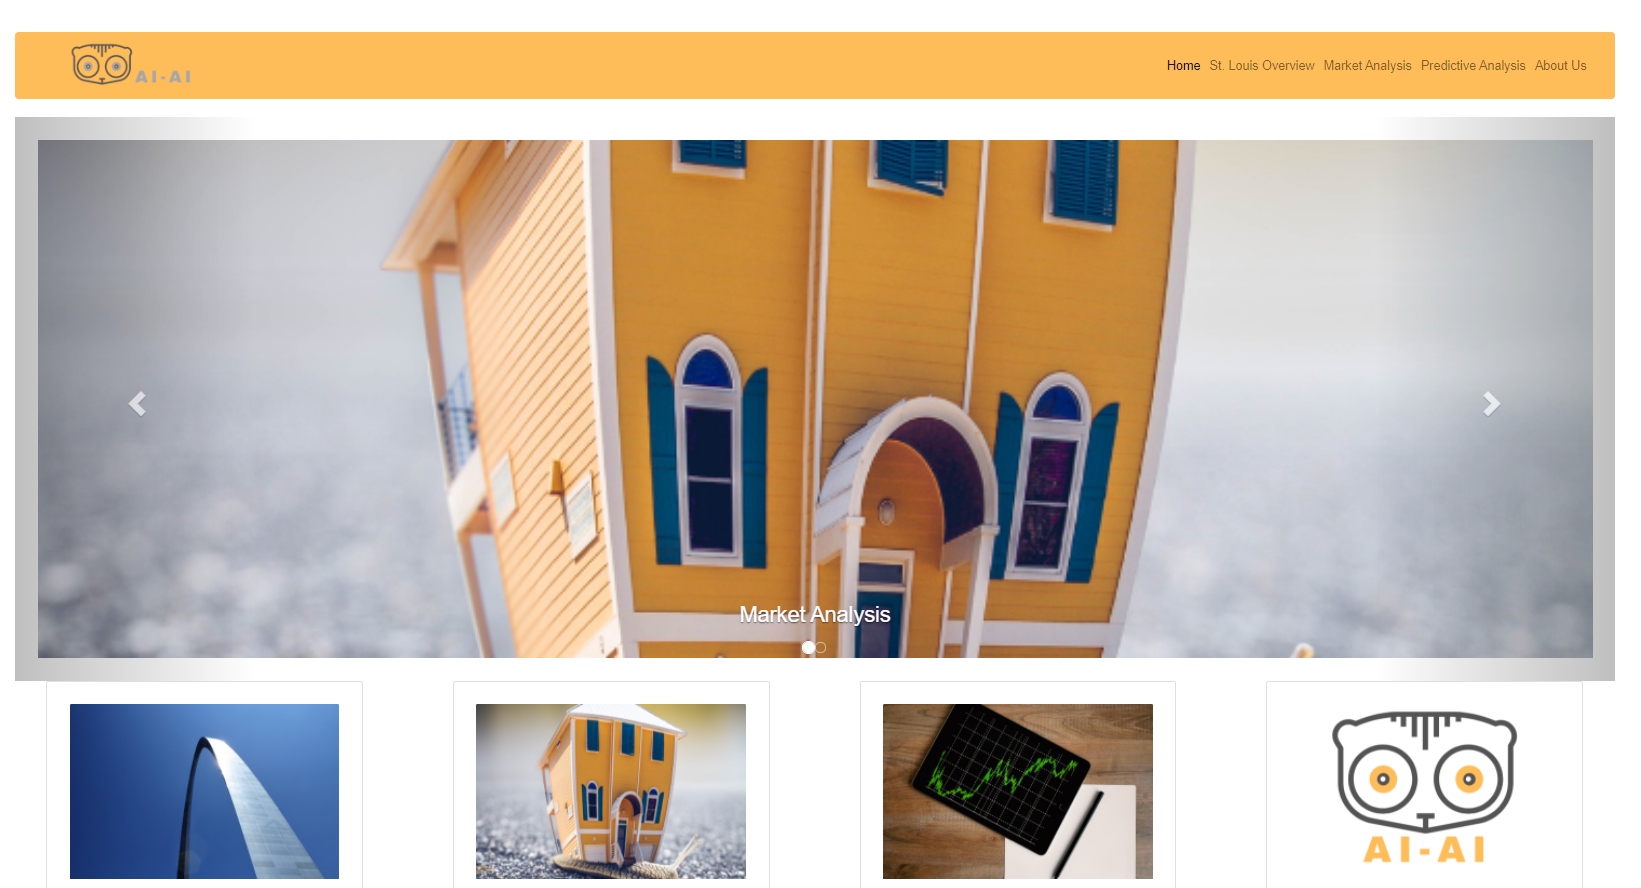 AI-AI
Home St. Louis Overview Market Analysis Predictive Analysis About Us
Market Analysis
AI-AI